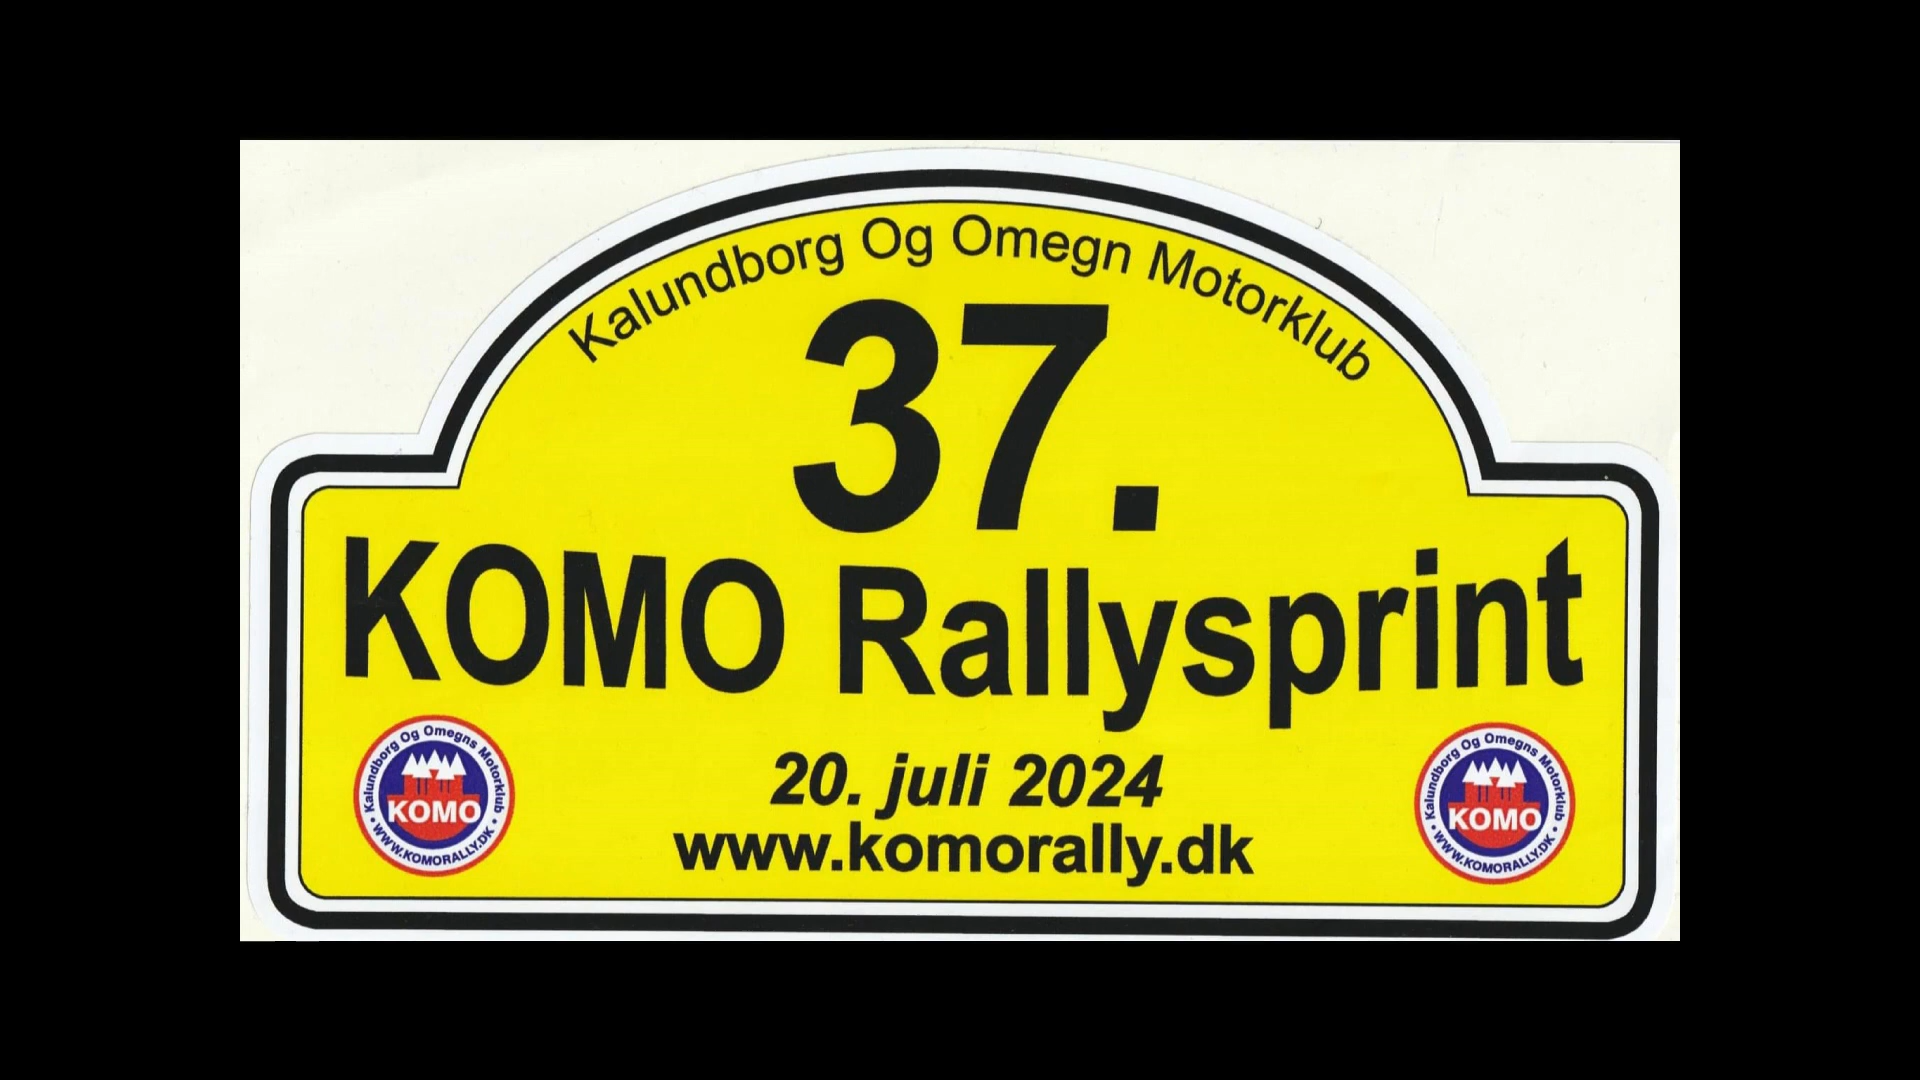 Kalundborg Og Omegn Motorklub
37.
KOMO Rallysprint
20. juli 2024
www.komorally.dk
Kalundborg Og Omegns Motorklub
KOMO
• WWW.KOMORALLY.DK •
Kalundborg Og Omegns Motorklub
KOMO
• WWW.KOMORALLY.DK •